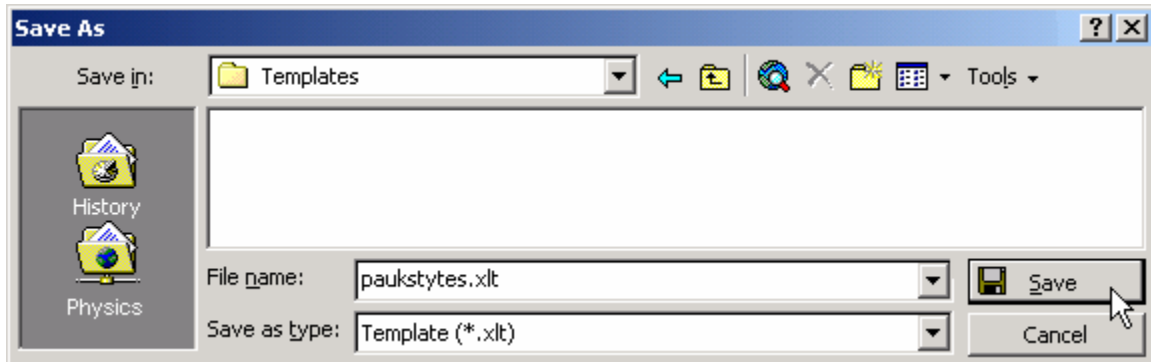 Save As
Save in: Templates Tools
History
Physics
File name: paukstytes.xlt Save
Save as type: Template (*.xlt) Cancel